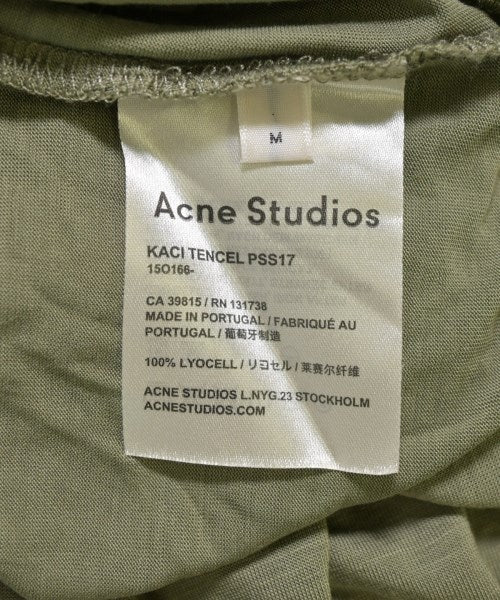 M
Acne Studios
KACI TENCEL PSS17
15O166-
CA 39815 / RN 131738
MADE IN PORTUGAL / FABRIQUÉ AU
PORTUGAL / 葡萄牙制造
100% LYOCELL / リヨセル / 莱赛尔纤维
ACNE STUDIOS L.NYG.23 STOCKHOLM
ACNESTUDIOS.COM